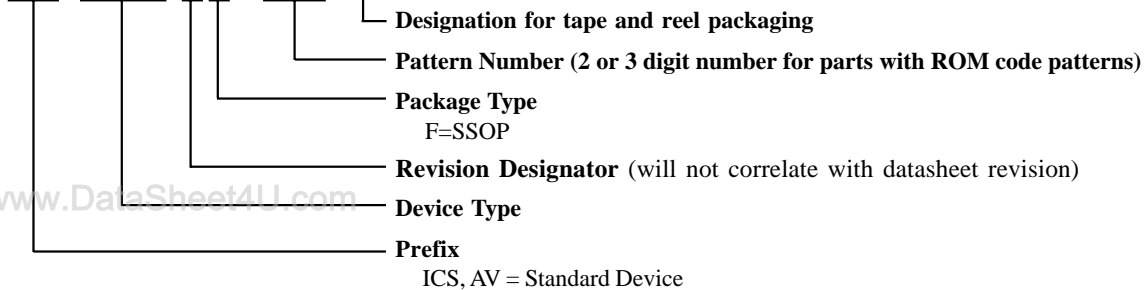 Designation for tape and reel packaging
Pattern Number (2 or 3 digit number for parts with ROM code patterns)
Package Type
F=SSOP
Revision Designator (will not correlate with datasheet revision)
www.DataSheet4U.com
Device Type
Prefix
ICS, AV = Standard Device